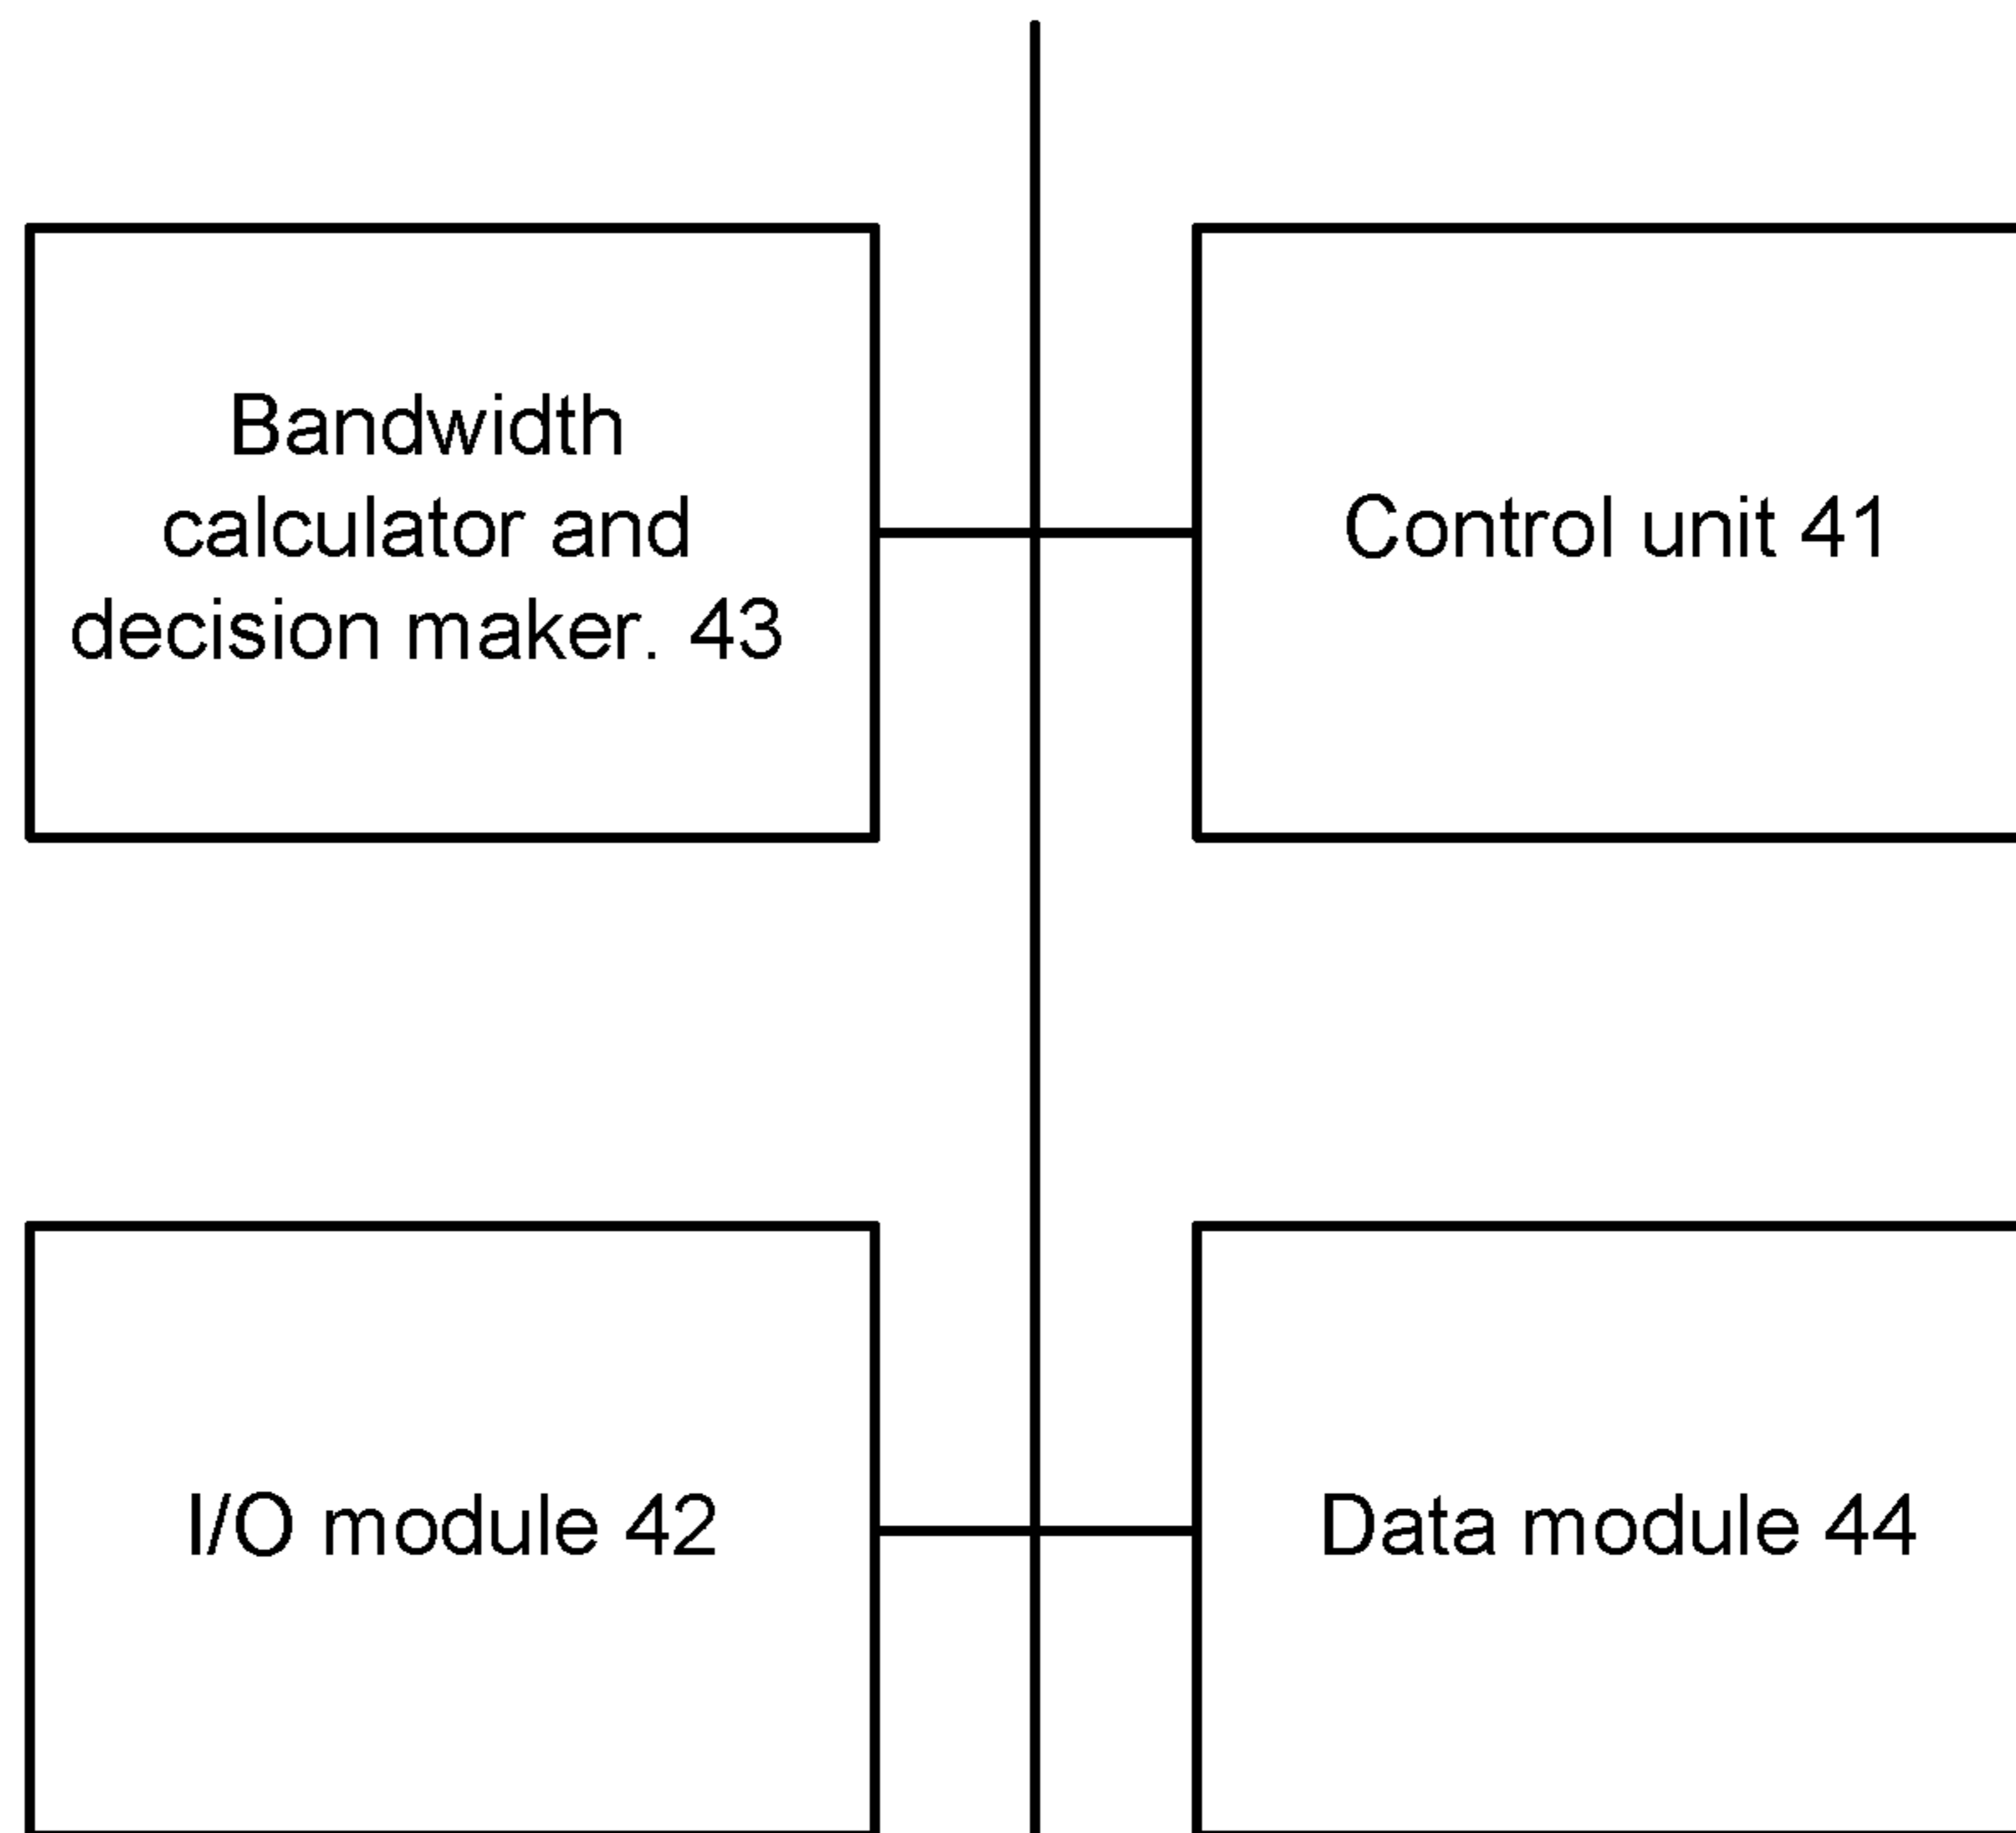 Bandwidth
calculator and
decision maker. 43
Control unit 41
I/O module 42
Data module 44